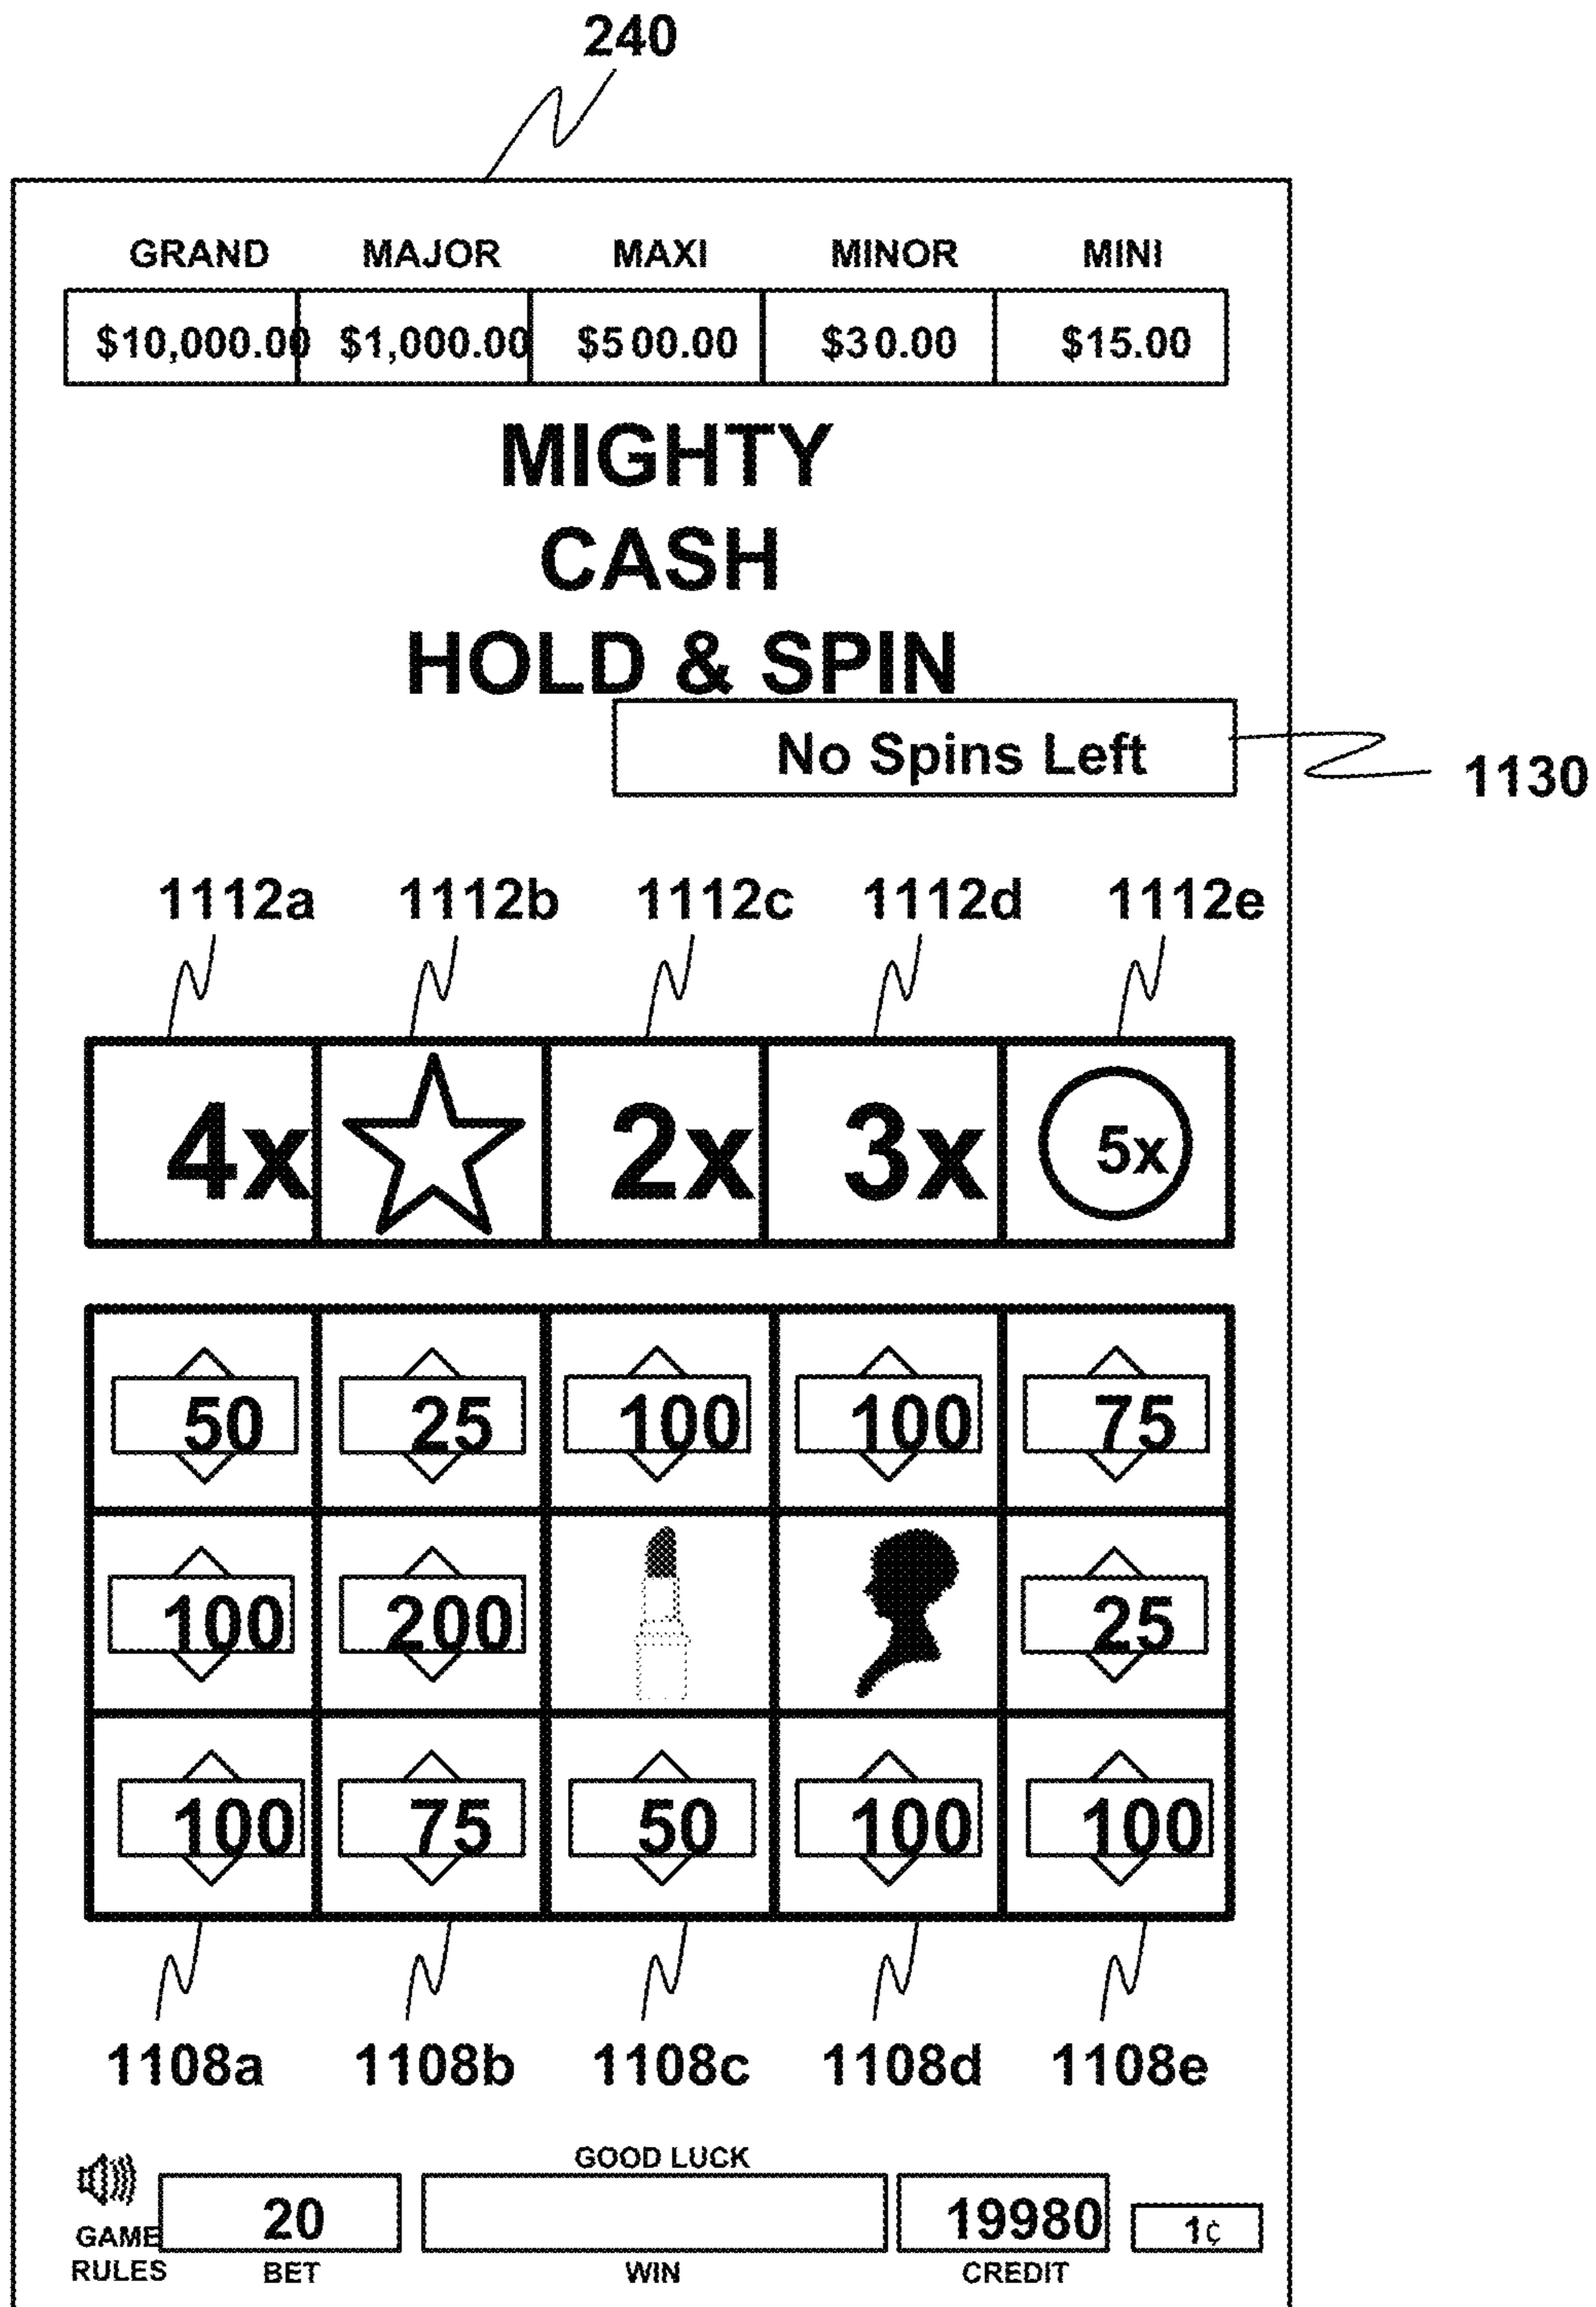 240
GRAND MAJOR MAXI MINOR MINI
$10,000.00 $1,000.00 $500.00 $30.00 $15.00
MIGHTY
CASH
HOLD & SPIN
No Spins Left
1130
1112a 1112b 1112c 1112d 1112e
4x 2x 3x 5x
50 25 100 100 75
100 200 25
100 75 50 100 100
1108a 1108b 1108c 1108d 1108e
GOOD LUCK
20 19980 1¢
GAME
RULES BET WIN CREDIT